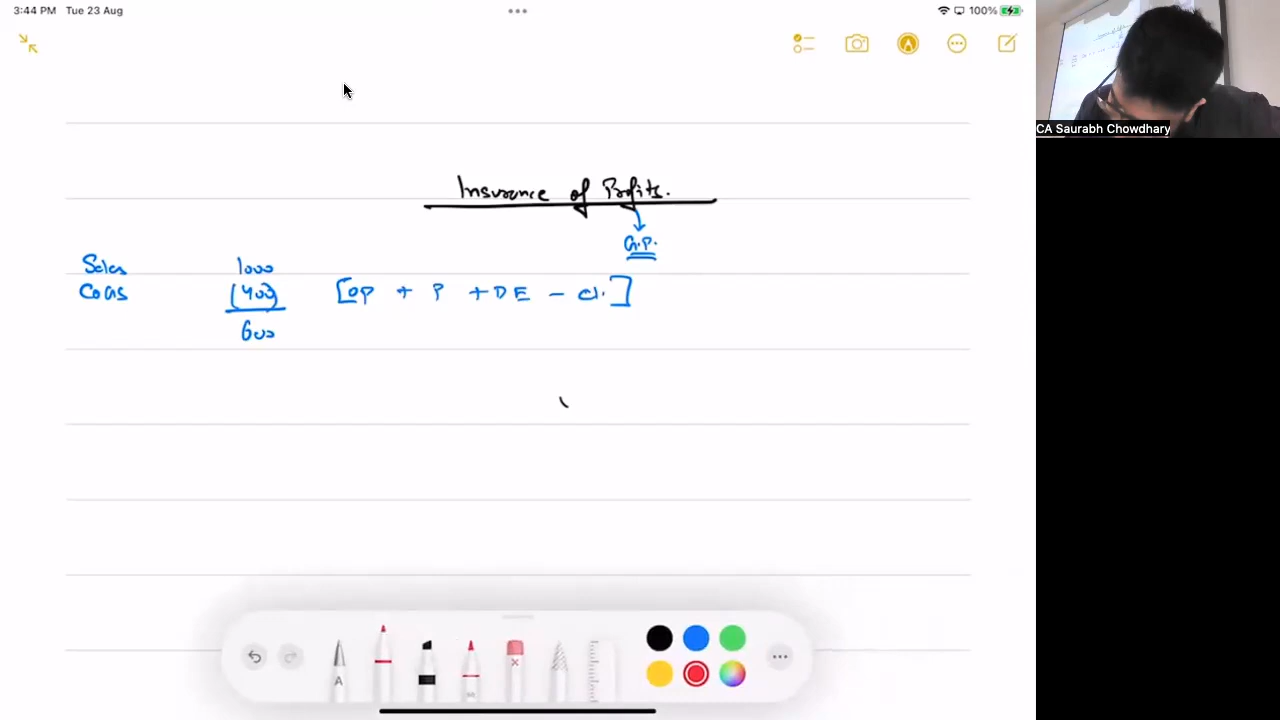 3:44 PM Tue 23 Aug
100%
CA Saurabh Chowdhary
Insurance of Profits.
G.P.
Sales 1000
COGS (400) [OP + P + DE - Cl.]
600
A